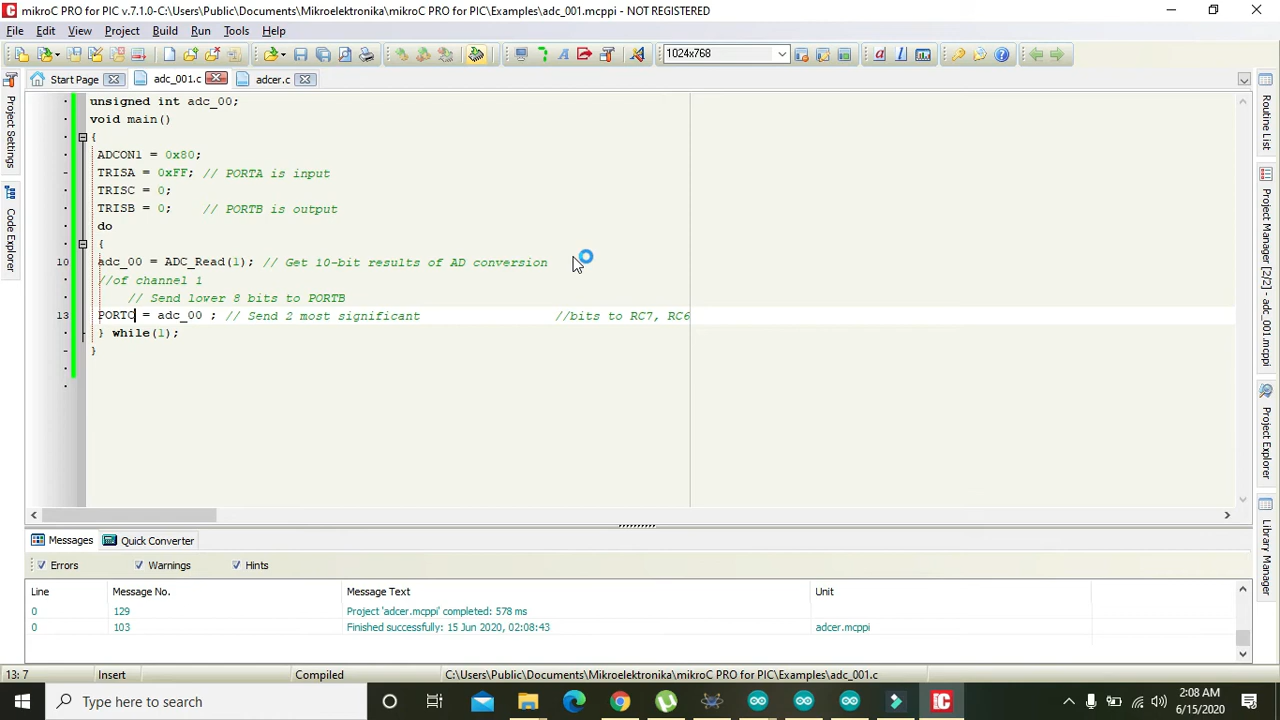 mikroC PRO for PIC v.7.1.0-C:\Users\Public\Documents\Mikroelektronika\mikroC PRO for PIC\Examples\adc_001.mcppi - NOT REGISTERED
File Edit View Project Build Run Tools Help
1024x768
Start Page adc_001.c adcer.c
unsigned int adc_00;
void main()
{
ADCON1 = 0x80;
TRISA = 0xFF; // PORTA is input
TRISC = 0;
TRISB = 0; // PORTB is output
do
{
10 adc_00 = ADC_Read(1); // Get 10-bit results of AD conversion
//of channel 1
// Send lower 8 bits to PORTB
13 PORTC = adc_00 ; // Send 2 most significant //bits to RC7, RC6
} while(1);
}
Project Settings
Code Explorer
Routine List
Project Manager [2/2] - adc_001.mcppi
Project Explorer
Library Manager
Messages Quick Converter
Errors Warnings Hints
Line Message No. Message Text Unit
0 129 Project 'adcer.mcppi' completed: 578 ms
0 103 Finished successfully: 15 Jun 2020, 02:08:43 adcer.mcppi
13: 7 Insert Compiled C:\Users\Public\Documents\Mikroelektronika\mikroC PRO for PIC\Examples\adc_001.c
Type here to search
2:08 AM
6/15/2020